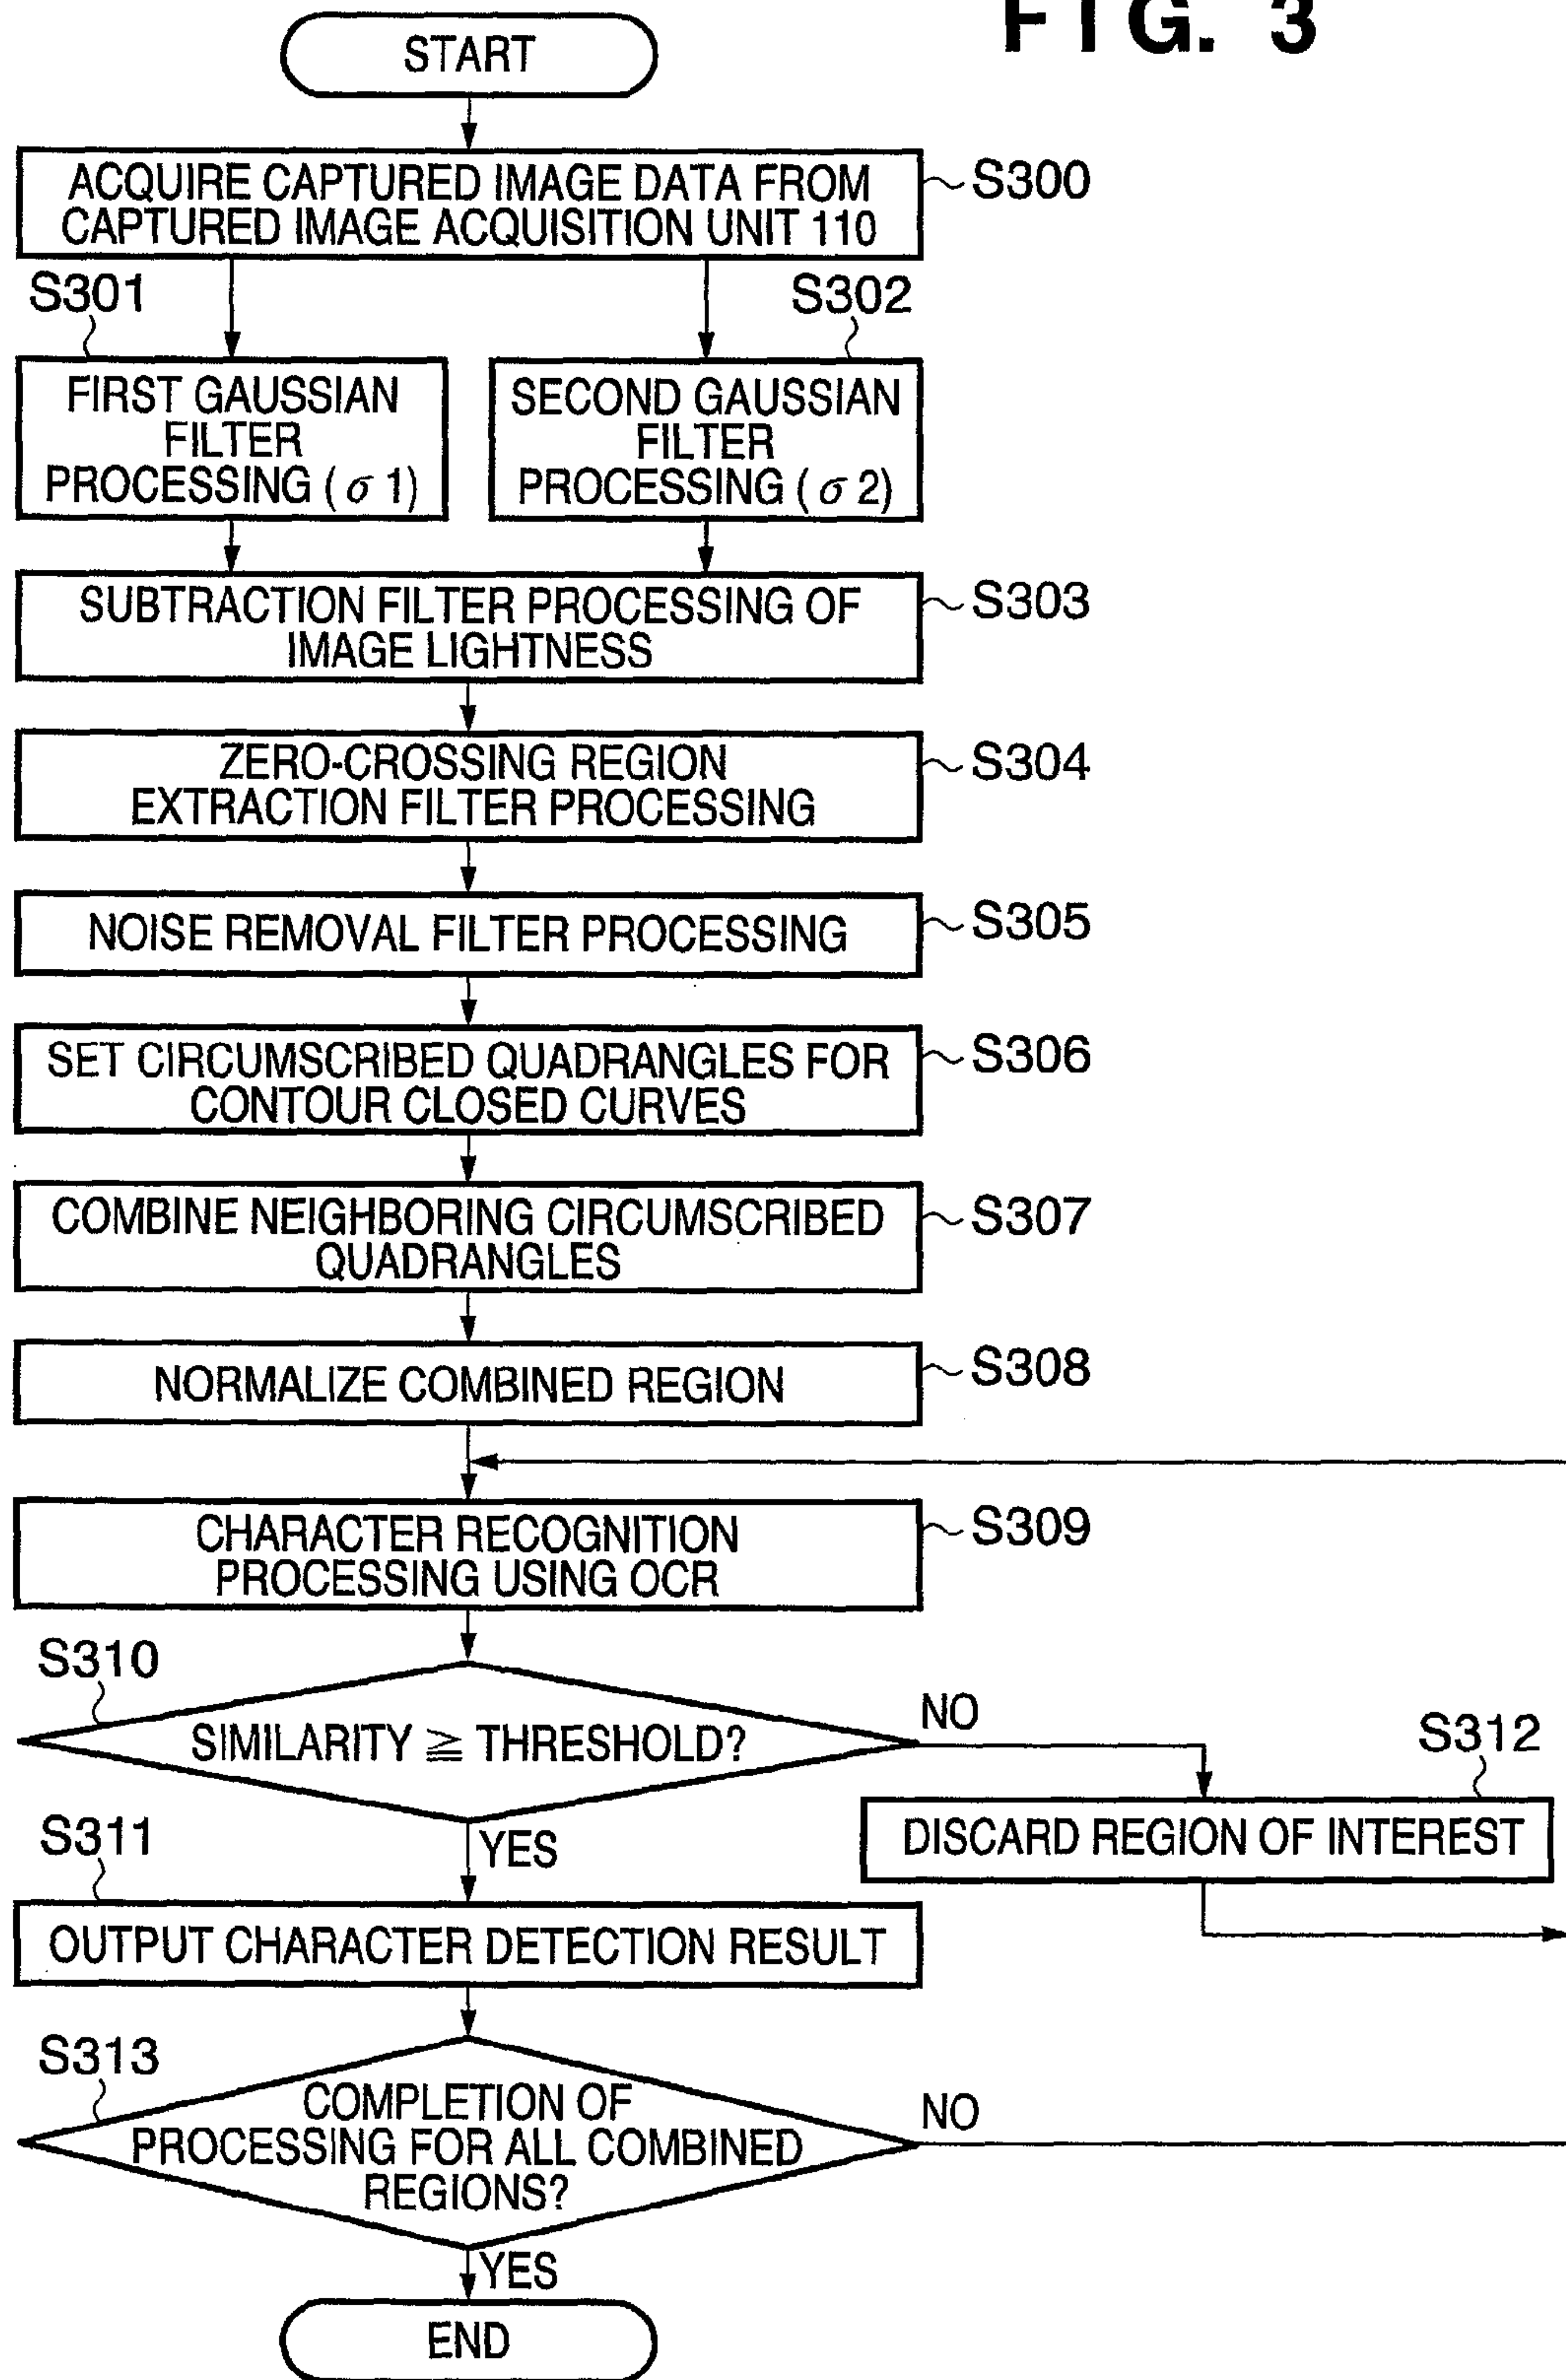 FIG. 3
START
ACQUIRE CAPTURED IMAGE DATA FROM
CAPTURED IMAGE ACQUISITION UNIT 110
S300
S301
S302
FIRST GAUSSIAN
FILTER
PROCESSING (σ 1)
SECOND GAUSSIAN
FILTER
PROCESSING (σ 2)
SUBTRACTION FILTER PROCESSING OF
IMAGE LIGHTNESS
S303
ZERO-CROSSING REGION
EXTRACTION FILTER PROCESSING
S304
NOISE REMOVAL FILTER PROCESSING
S305
SET CIRCUMSCRIBED QUADRANGLES FOR
CONTOUR CLOSED CURVES
S306
COMBINE NEIGHBORING CIRCUMSCRIBED
QUADRANGLES
S307
NORMALIZE COMBINED REGION
S308
CHARACTER RECOGNITION
PROCESSING USING OCR
S309
S310
SIMILARITY ≧ THRESHOLD?
NO
S312
DISCARD REGION OF INTEREST
YES
S311
OUTPUT CHARACTER DETECTION RESULT
S313
COMPLETION OF
PROCESSING FOR ALL COMBINED
REGIONS?
NO
YES
END